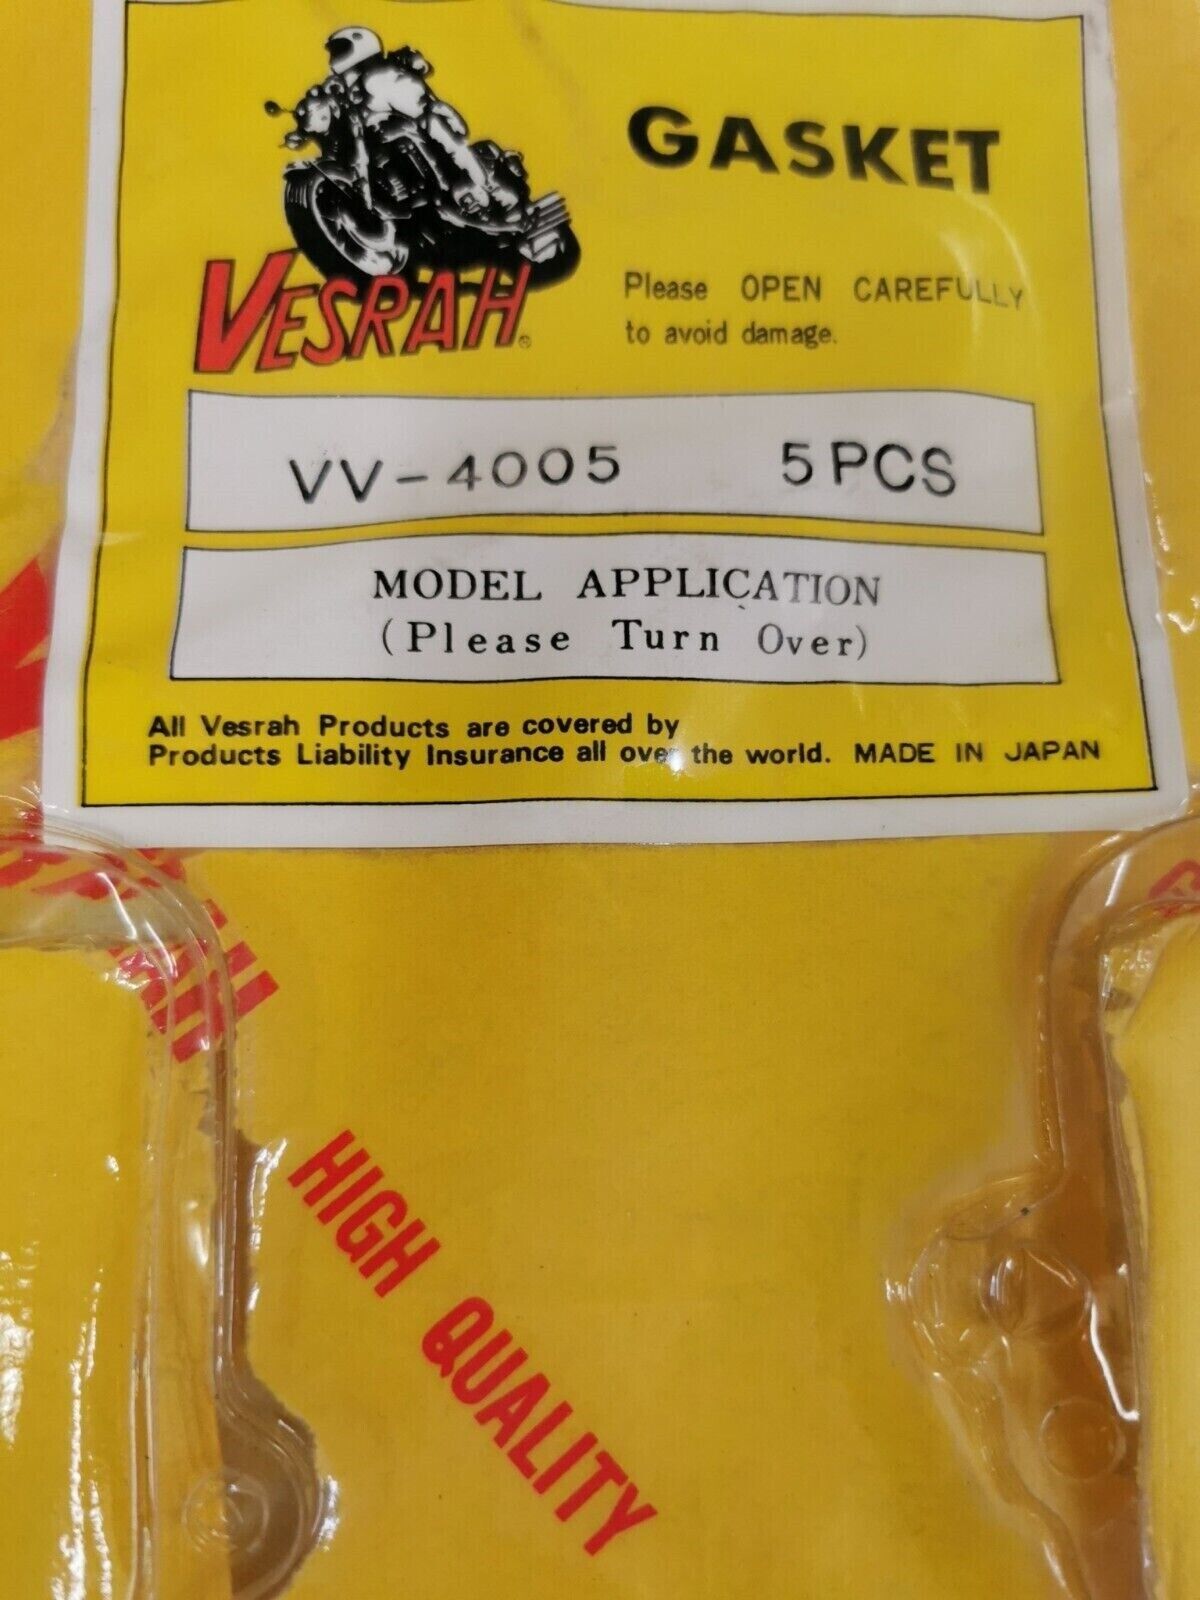 GASKET
VESRAH®
Please OPEN CAREFULLY
to avoid damage.
VV-4005 5PCS
MODEL APPLICATION
(Please Turn Over)
All Vesrah Products are covered by
Products Liability Insurance all over the world. MADE IN JAPAN
HIGH QUALITY